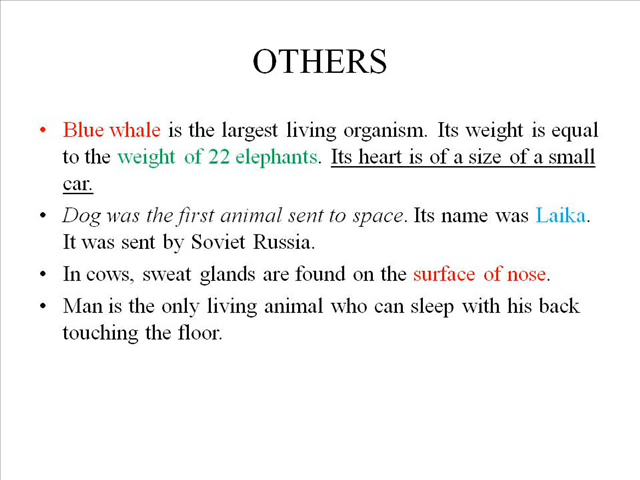 OTHERS
• Blue whale is the largest living organism. Its weight is equal
to the weight of 22 elephants. Its heart is of a size of a small
car.
• Dog was the first animal sent to space. Its name was Laika.
It was sent by Soviet Russia.
• In cows, sweat glands are found on the surface of nose.
• Man is the only living animal who can sleep with his back
touching the floor.